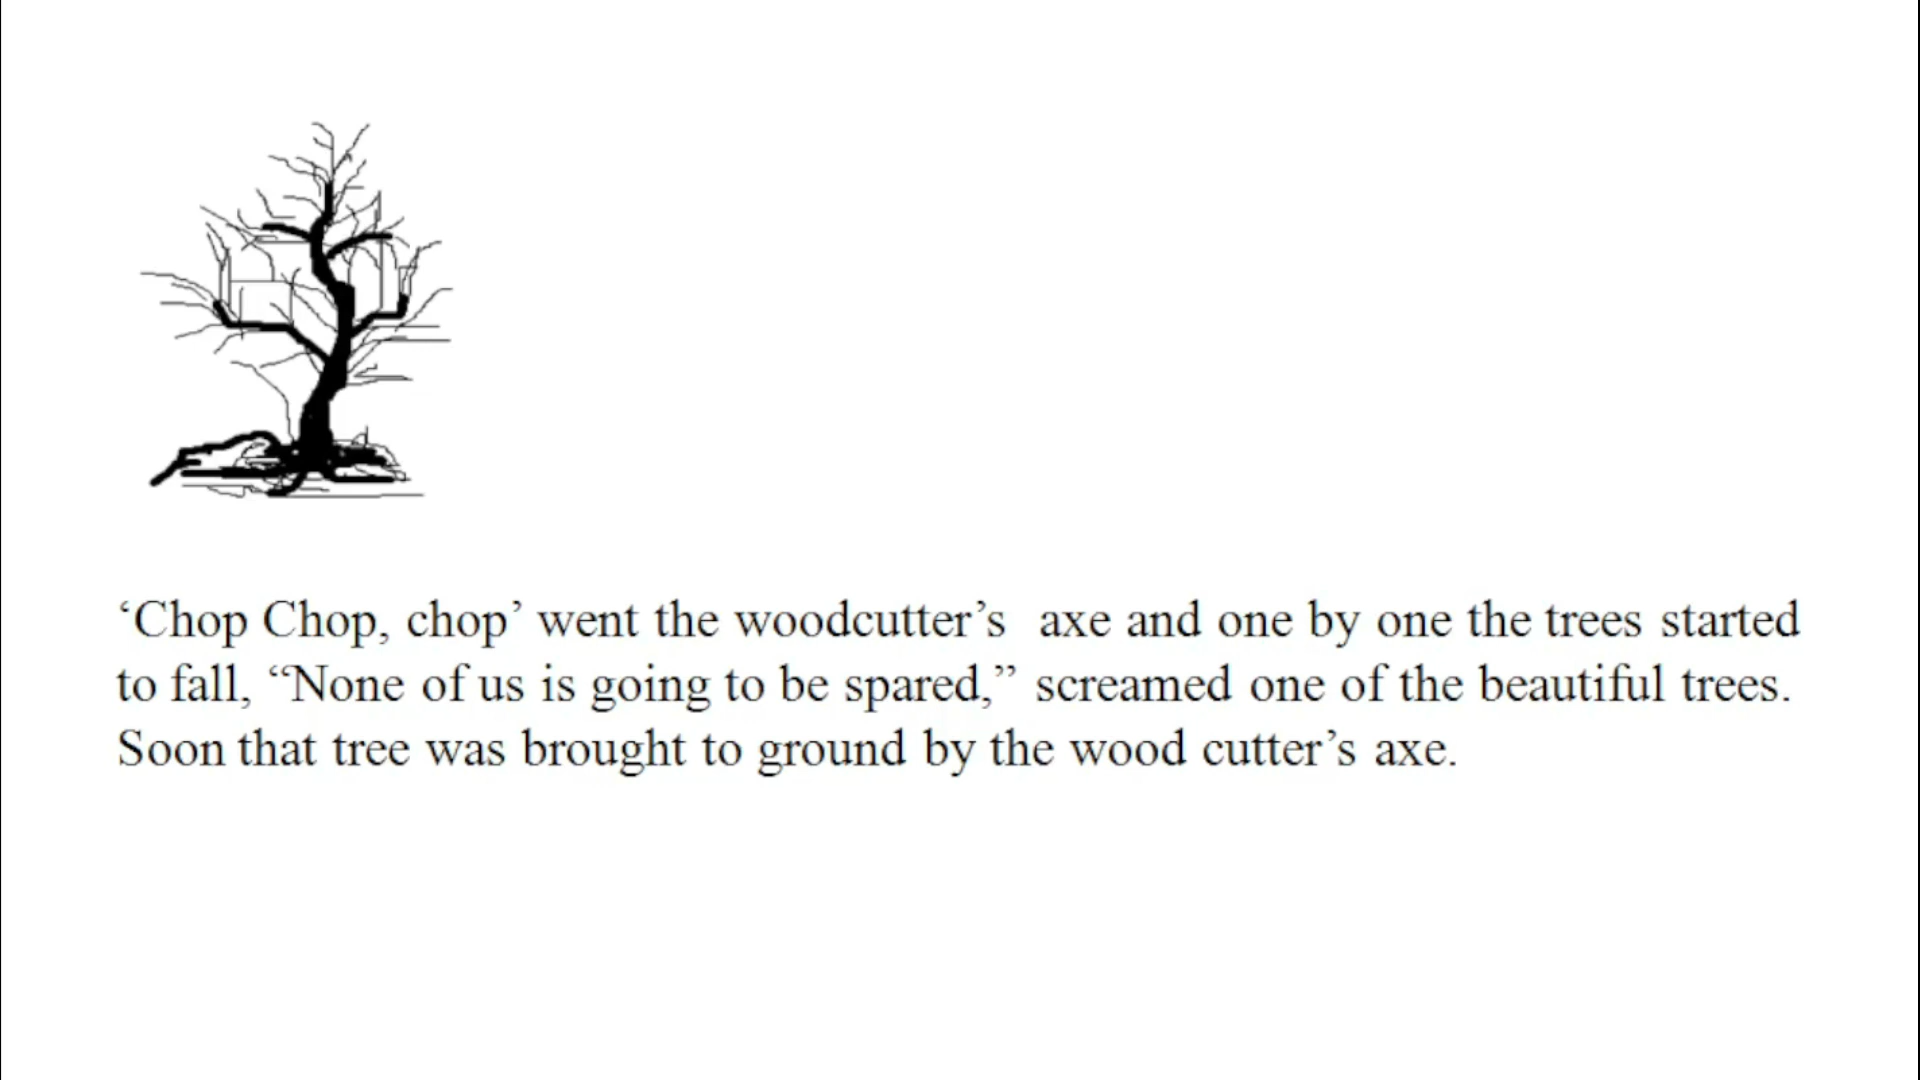 ‘Chop Chop, chop’ went the woodcutter’s  axe and one by one the trees started
to fall, “None of us is going to be spared,” screamed one of the beautiful trees.
Soon that tree was brought to ground by the wood cutter’s axe.